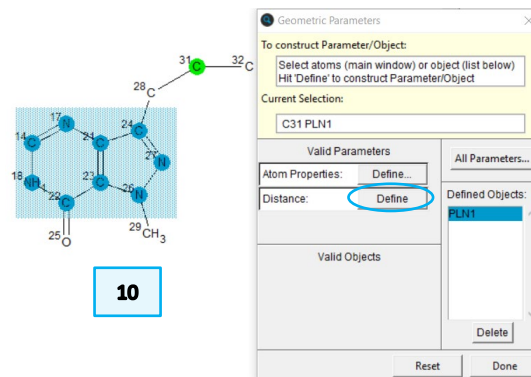 31
C
32
C
28
C
17
N
24
C
14
C
21
C
27
N
18
NH
22
C
23
C
26
N
25
O
29
CH3
10
Geometric Parameters
To construct Parameter/Object:
Select atoms (main window) or object (list below)
Hit 'Define' to construct Parameter/Object
Current Selection:
C31 PLN1
Valid Parameters
Atom Properties: Define...
Distance: Define
Valid Objects
All Parameters...
Defined Objects:
PLN1
Delete
Reset Done